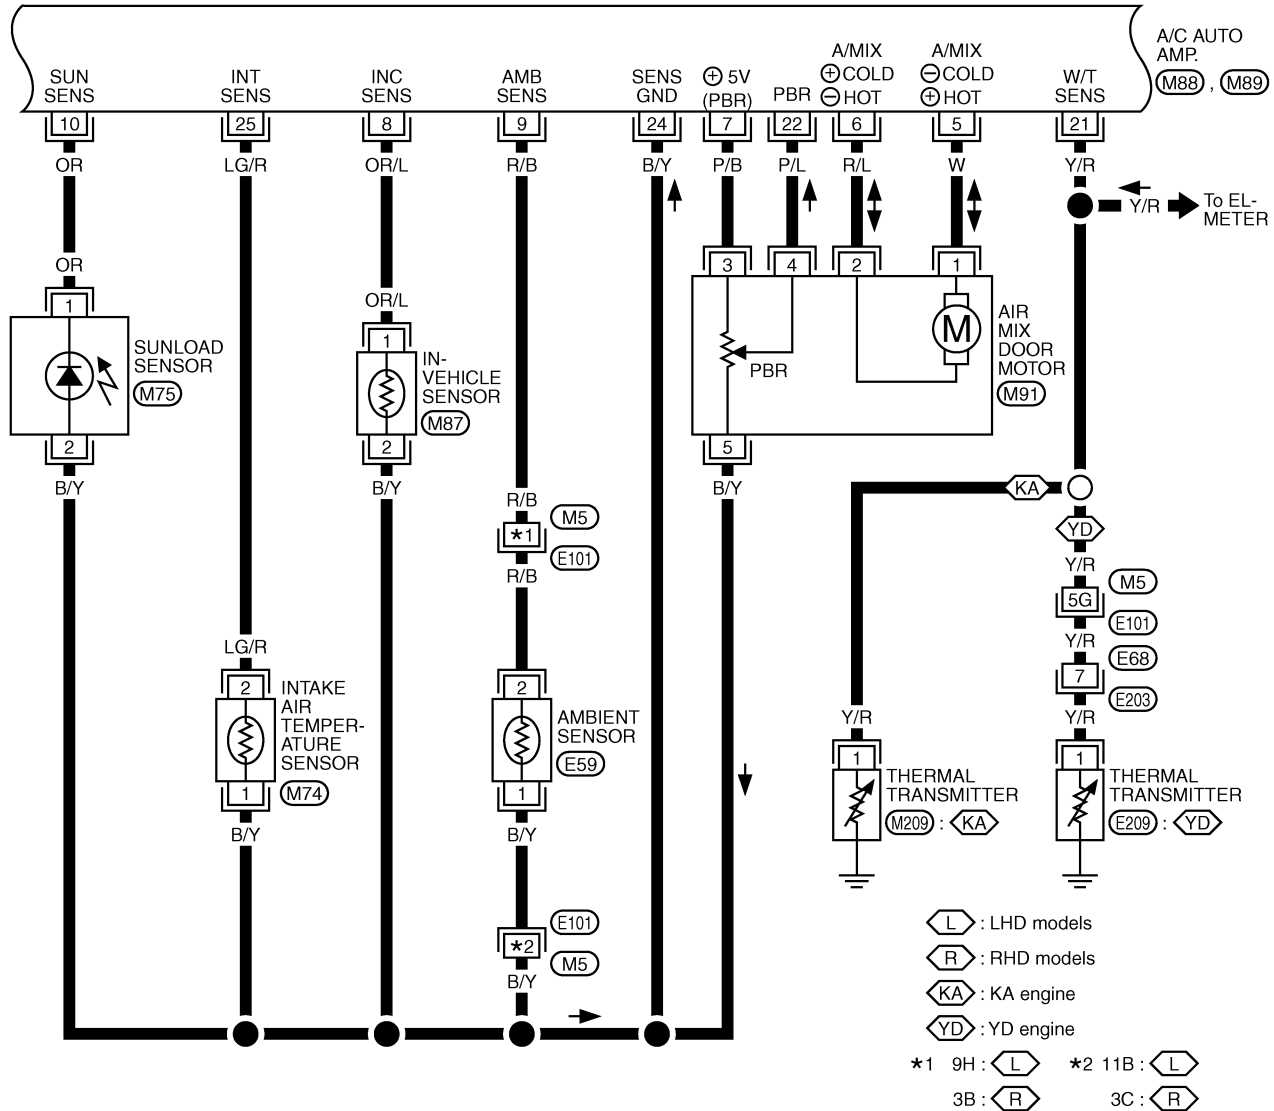 A/C AUTO
AMP.
M88 , M89
SUN
SENS
INT
SENS
INC
SENS
AMB
SENS
SENS
GND
+ 5V
(PBR)
PBR
A/MIX
+ COLD
− HOT
A/MIX
− COLD
+ HOT
W/T
SENS
10
25
8
9
24
7
22
6
5
21
OR
LG/R
OR/L
R/B
B/Y
P/B
P/L
R/L
W
Y/R
Y/R
To EL-
METER
OR
1
SUNLOAD
SENSOR
M75
2
B/Y
OR/L
1
IN-
VEHICLE
SENSOR
M87
2
B/Y
3
4
2
1
PBR
M
AIR
MIX
DOOR
MOTOR
M91
5
B/Y
R/B
M5
*1
E101
R/B
KA
YD
Y/R
M5
5G
E101
Y/R
E68
7
E203
Y/R
Y/R
LG/R
2
INTAKE
AIR
TEMPER-
ATURE
SENSOR
M74
1
B/Y
2
AMBIENT
SENSOR
E59
1
B/Y
E101
*2
M5
B/Y
1
THERMAL
TRANSMITTER
M209 : KA
1
THERMAL
TRANSMITTER
E209 : YD
L : LHD models
R : RHD models
KA : KA engine
YD : YD engine
*1 9H : L
3B : R
*2 11B : L
3C : R